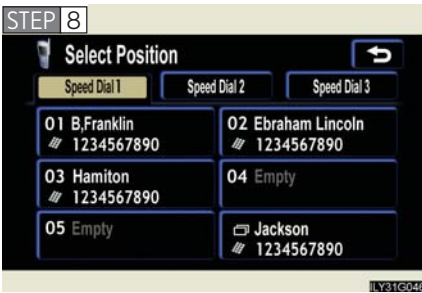 STEP 8
Select Position
Speed Dial 1 Speed Dial 2 Speed Dial 3
01 B,Franklin
1234567890
02 Ebraham Lincoln
1234567890
03 Hamiton
1234567890
04 Empty
05 Empty
Jackson
1234567890
ILY31G046